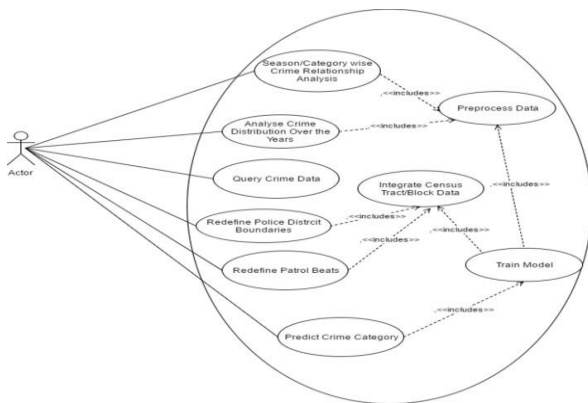 Season/Category wise
Crime Relationship
Analysis
<<includes>>
Preprocess Data
Analyse Crime
Distribution Over the
Years
<<includes>>
Actor
Query Crime Data
Integrate Census
Tract/Block Data
<<includes>>
Redefine Police Distrcit
Boundaries
<<includes>>
<<includes>>
<<includes>>
Redefine Patrol Beats
Train Model
<<includes>>
Predict Crime Category